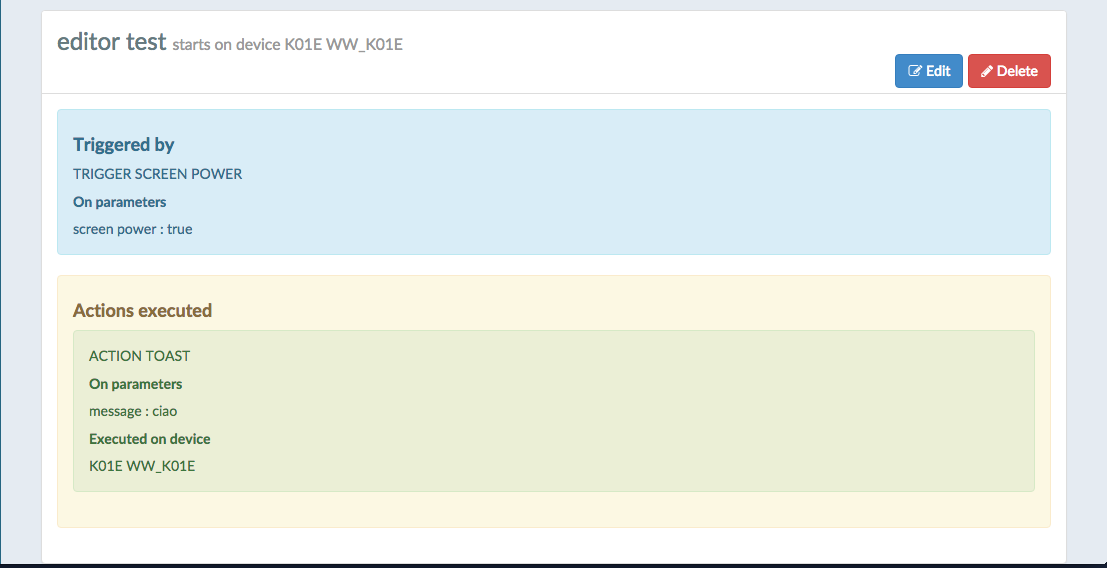 editor test starts on device K01E WW_K01E
Edit Delete
Triggered by
TRIGGER SCREEN POWER
On parameters
screen power : true
Actions executed
ACTION TOAST
On parameters
message : ciao
Executed on device
K01E WW_K01E